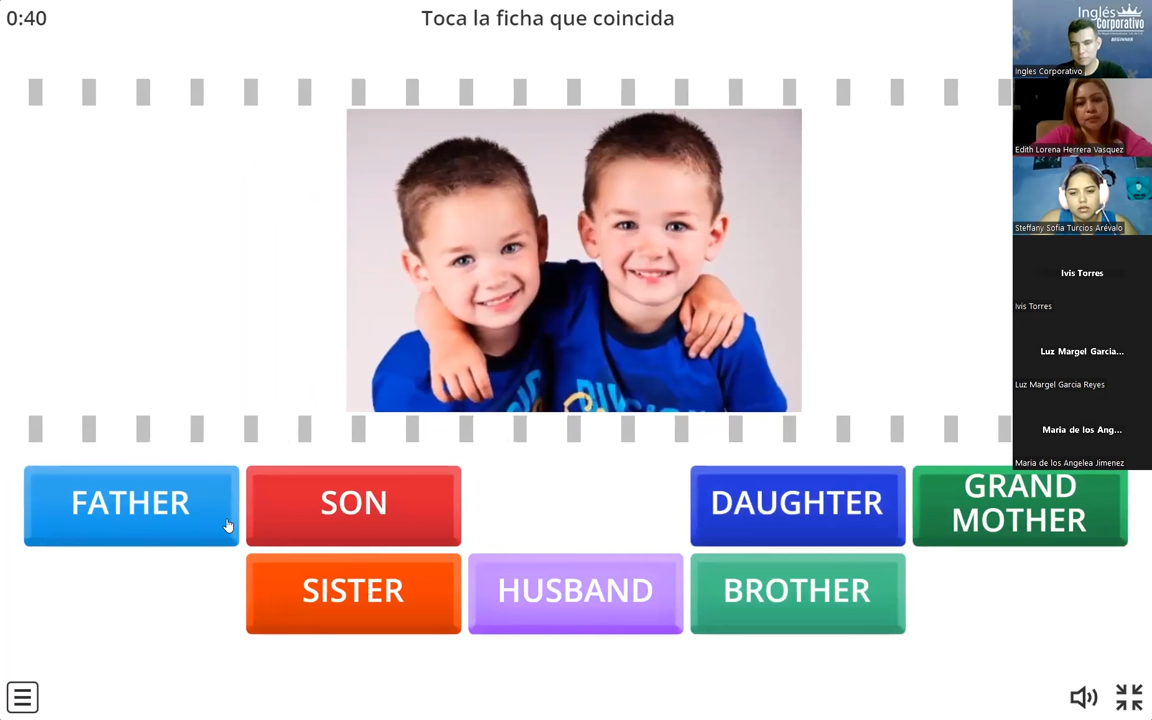 0:40
Toca la ficha que coincida
Inglés
Corporativo
BEGINNER
Ingles Corporativo
Edith Lorena Herrera Vasquez
Steffany Sofia Turcios Arévalo
Ivis Torres
Ivis Torres
Luz Margel Garcia...
Luz Margel Garcia Reyes
Maria de los Ang...
Maria de los Angelea Jimenez
FATHER
SON
DAUGHTER
GRAND
MOTHER
SISTER
HUSBAND
BROTHER